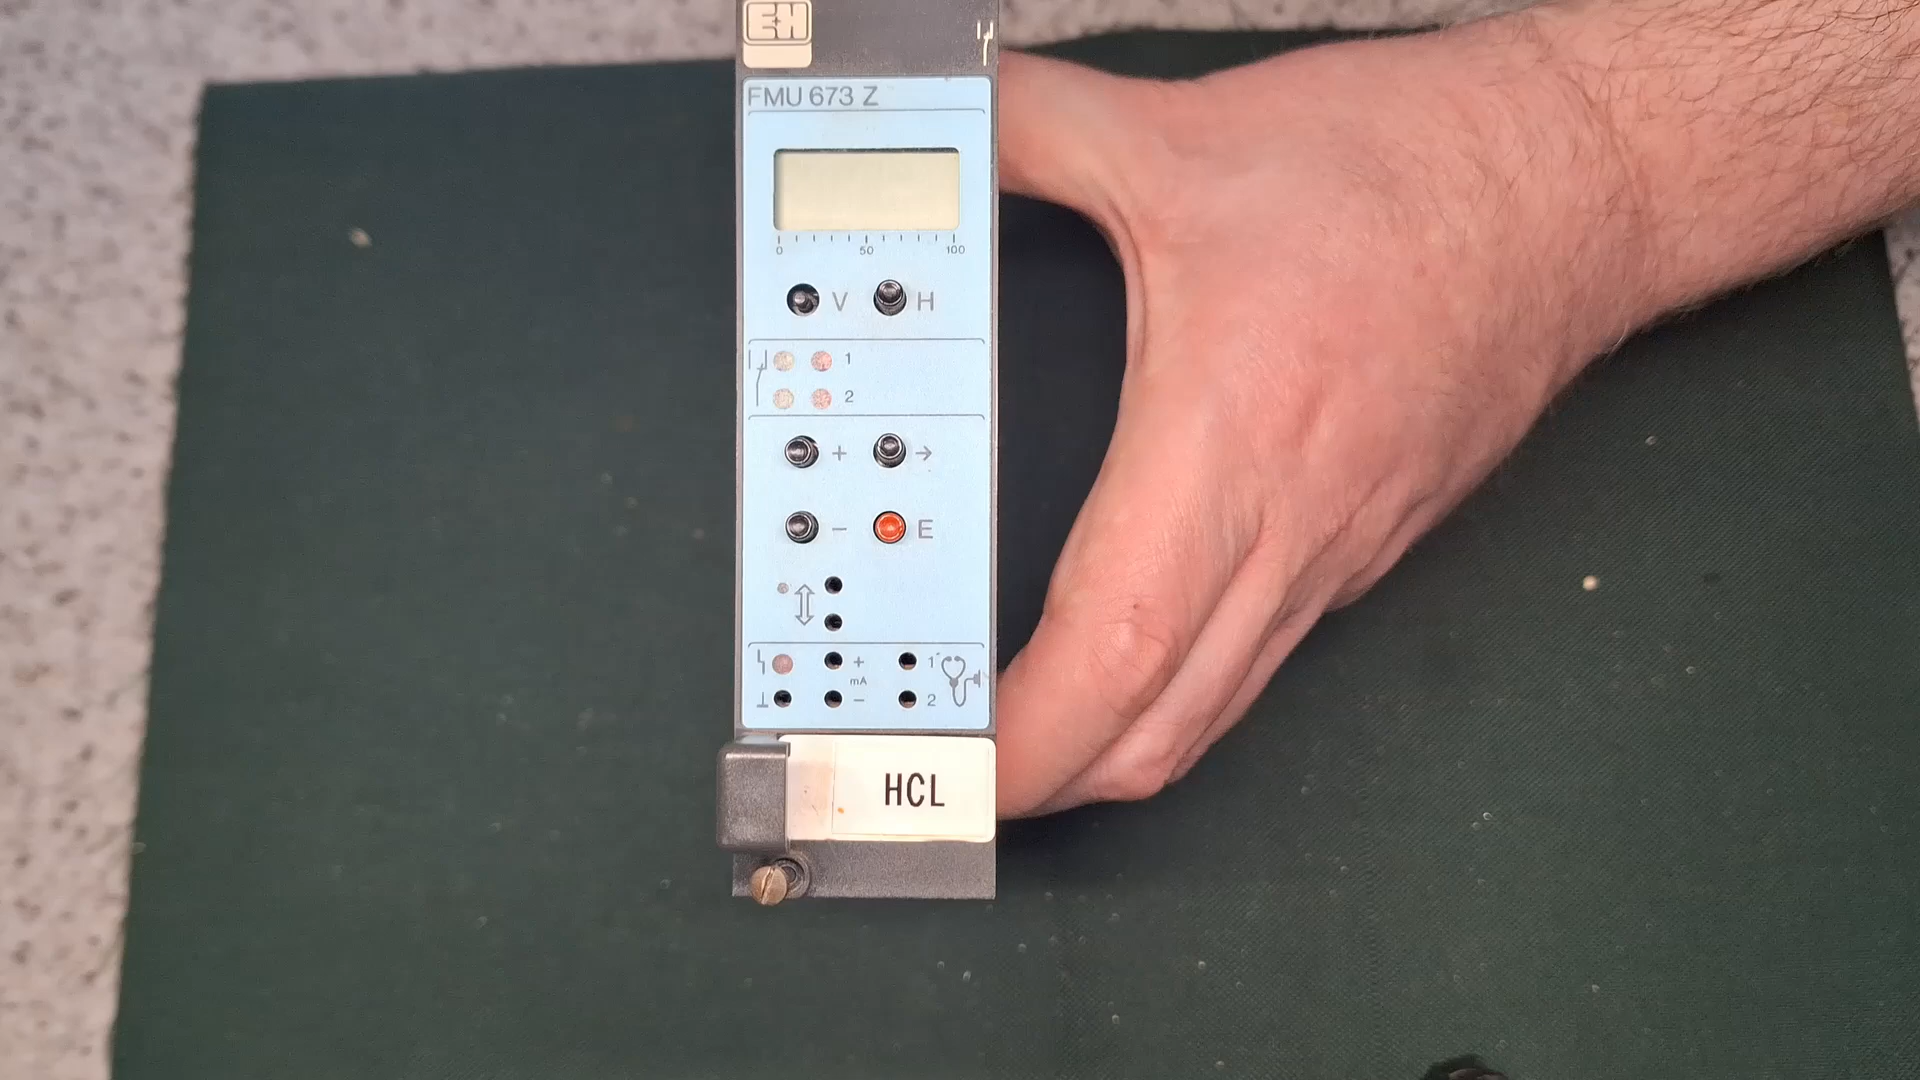 E+H
FMU 673 Z
0 50 100
V H
1
2
+ →
− E
+ 1
mA
− 2
HCL